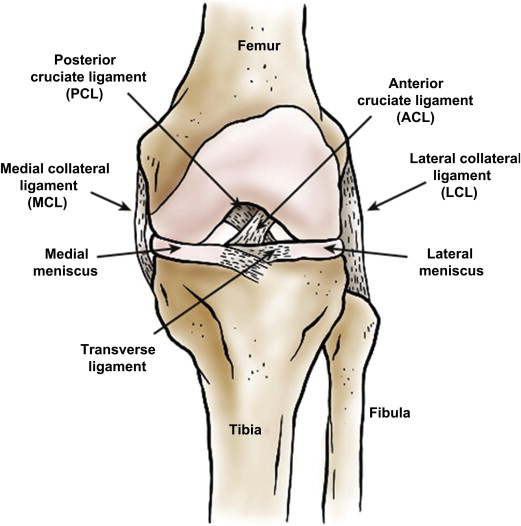 Femur
Posterior
cruciate ligament
(PCL)
Anterior
cruciate ligament
(ACL)
Medial collateral
ligament
(MCL)
Lateral collateral
ligament
(LCL)
Medial
meniscus
Lateral
meniscus
Transverse
ligament
Tibia
Fibula